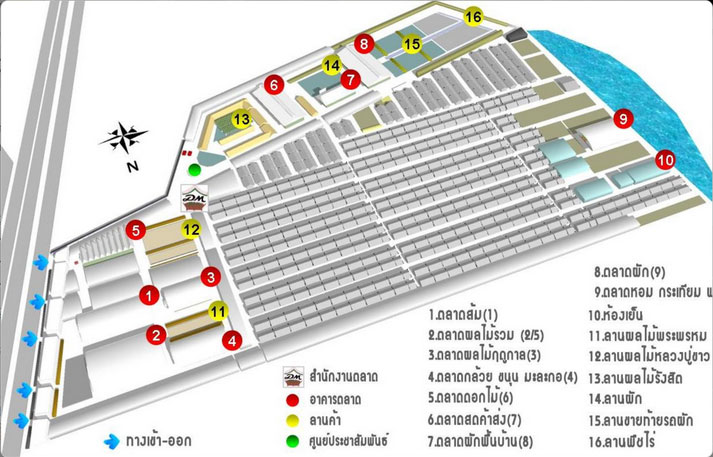 16
8
15
14
7
6
13
9
10
N
DM
5
12
3
1
11
2
4
8.ตลาดผัก(9)
9.ตลาดหอม กระเทียม
1.ตลาดส้ม(1)
10.ห้องเย็น
2.ตลาดผลไม้รวม (2/5)
11.ลานผลไม้พระพรหม
3.ตลาดผลไม้ฤดูกาล(3)
12.ลานผลไม้หลวงปู่ขาว
DM สำนักงานตลาด
4.ตลาดกล้วย ขนุน มะละกอ(4)
13.ลานผลไม้รังสิต
อาคารตลาด
5.ตลาดดอกไม้(6)
14.ลานผัก
ลานค้า
6.ตลาดสดค้าส่ง(7)
15.ลานขายท้ายรถผัก
ทางเข้า-ออก
ศูนย์ประชาสัมพันธ์
7.ตลาดผักพื้นบ้าน(8)
16.ลานพืชไร่